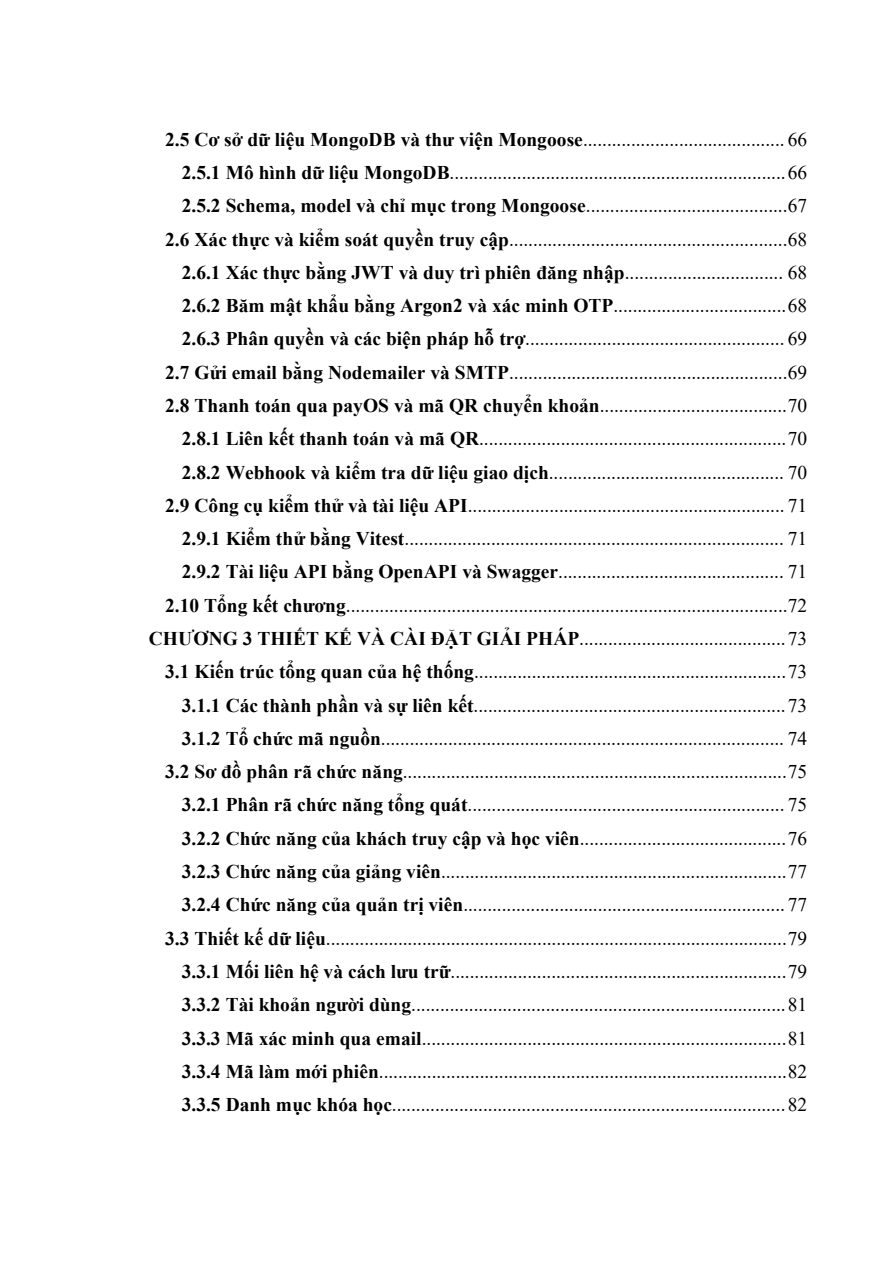 2.5 Cơ sở dữ liệu MongoDB và thư viện Mongoose.......................................... 66
2.5.1 Mô hình dữ liệu MongoDB...................................................................... 66
2.5.2 Schema, model và chỉ mục trong Mongoose..........................................67
2.6 Xác thực và kiểm soát quyền truy cập..........................................................68
2.6.1 Xác thực bằng JWT và duy trì phiên đăng nhập................................. 68
2.6.2 Băm mật khẩu bằng Argon2 và xác minh OTP....................................68
2.6.3 Phân quyền và các biện pháp hỗ trợ...................................................... 69
2.7 Gửi email bằng Nodemailer và SMTP..........................................................69
2.8 Thanh toán qua payOS và mã QR chuyển khoản.......................................70
2.8.1 Liên kết thanh toán và mã QR................................................................70
2.8.2 Webhook và kiểm tra dữ liệu giao dịch................................................. 70
2.9 Công cụ kiểm thử và tài liệu API.................................................................. 71
2.9.1 Kiểm thử bằng Vitest............................................................................... 71
2.9.2 Tài liệu API bằng OpenAPI và Swagger............................................... 71
2.10 Tổng kết chương...........................................................................................72
CHƯƠNG 3 THIẾT KẾ VÀ CÀI ĐẶT GIẢI PHÁP........................................... 73
3.1 Kiến trúc tổng quan của hệ thống.................................................................73
3.1.1 Các thành phần và sự liên kết................................................................. 73
3.1.2 Tổ chức mã nguồn.................................................................................... 74
3.2 Sơ đồ phân rã chức năng................................................................................75
3.2.1 Phân rã chức năng tổng quát.................................................................. 75
3.2.2 Chức năng của khách truy cập và học viên...........................................76
3.2.3 Chức năng của giảng viên........................................................................77
3.2.4 Chức năng của quản trị viên................................................................... 77
3.3 Thiết kế dữ liệu................................................................................................79
3.3.1 Mối liên hệ và cách lưu trữ......................................................................79
3.3.2 Tài khoản người dùng.............................................................................. 81
3.3.3 Mã xác minh qua email............................................................................81
3.3.4 Mã làm mới phiên.....................................................................................82
3.3.5 Danh mục khóa học.................................................................................. 82